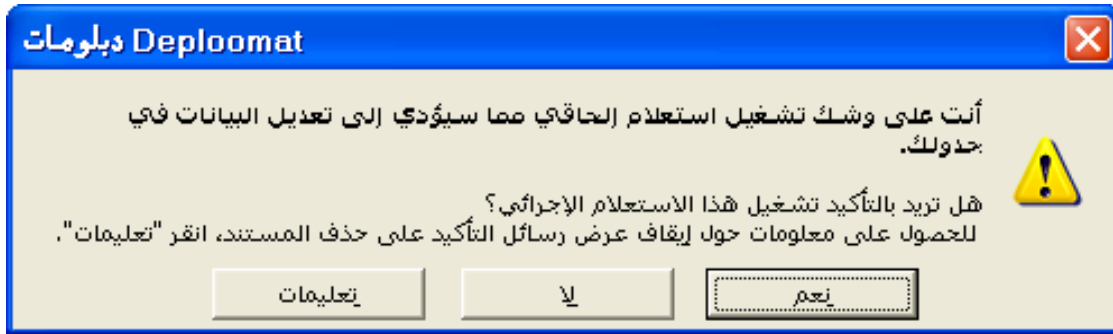 دبلومات Deploomat
أنت على وشك تشغيل استعلام إلحاقي مما سيؤدي إلى تعديل البيانات في
جدولك.
هل تريد بالتأكيد تشغيل هذا الاستعلام الإجرائي؟
للحصول على معلومات حول إيقاف عرض رسائل التأكيد على حذف المستند، انقر "تعليمات".
نعم
لا
تعليمات